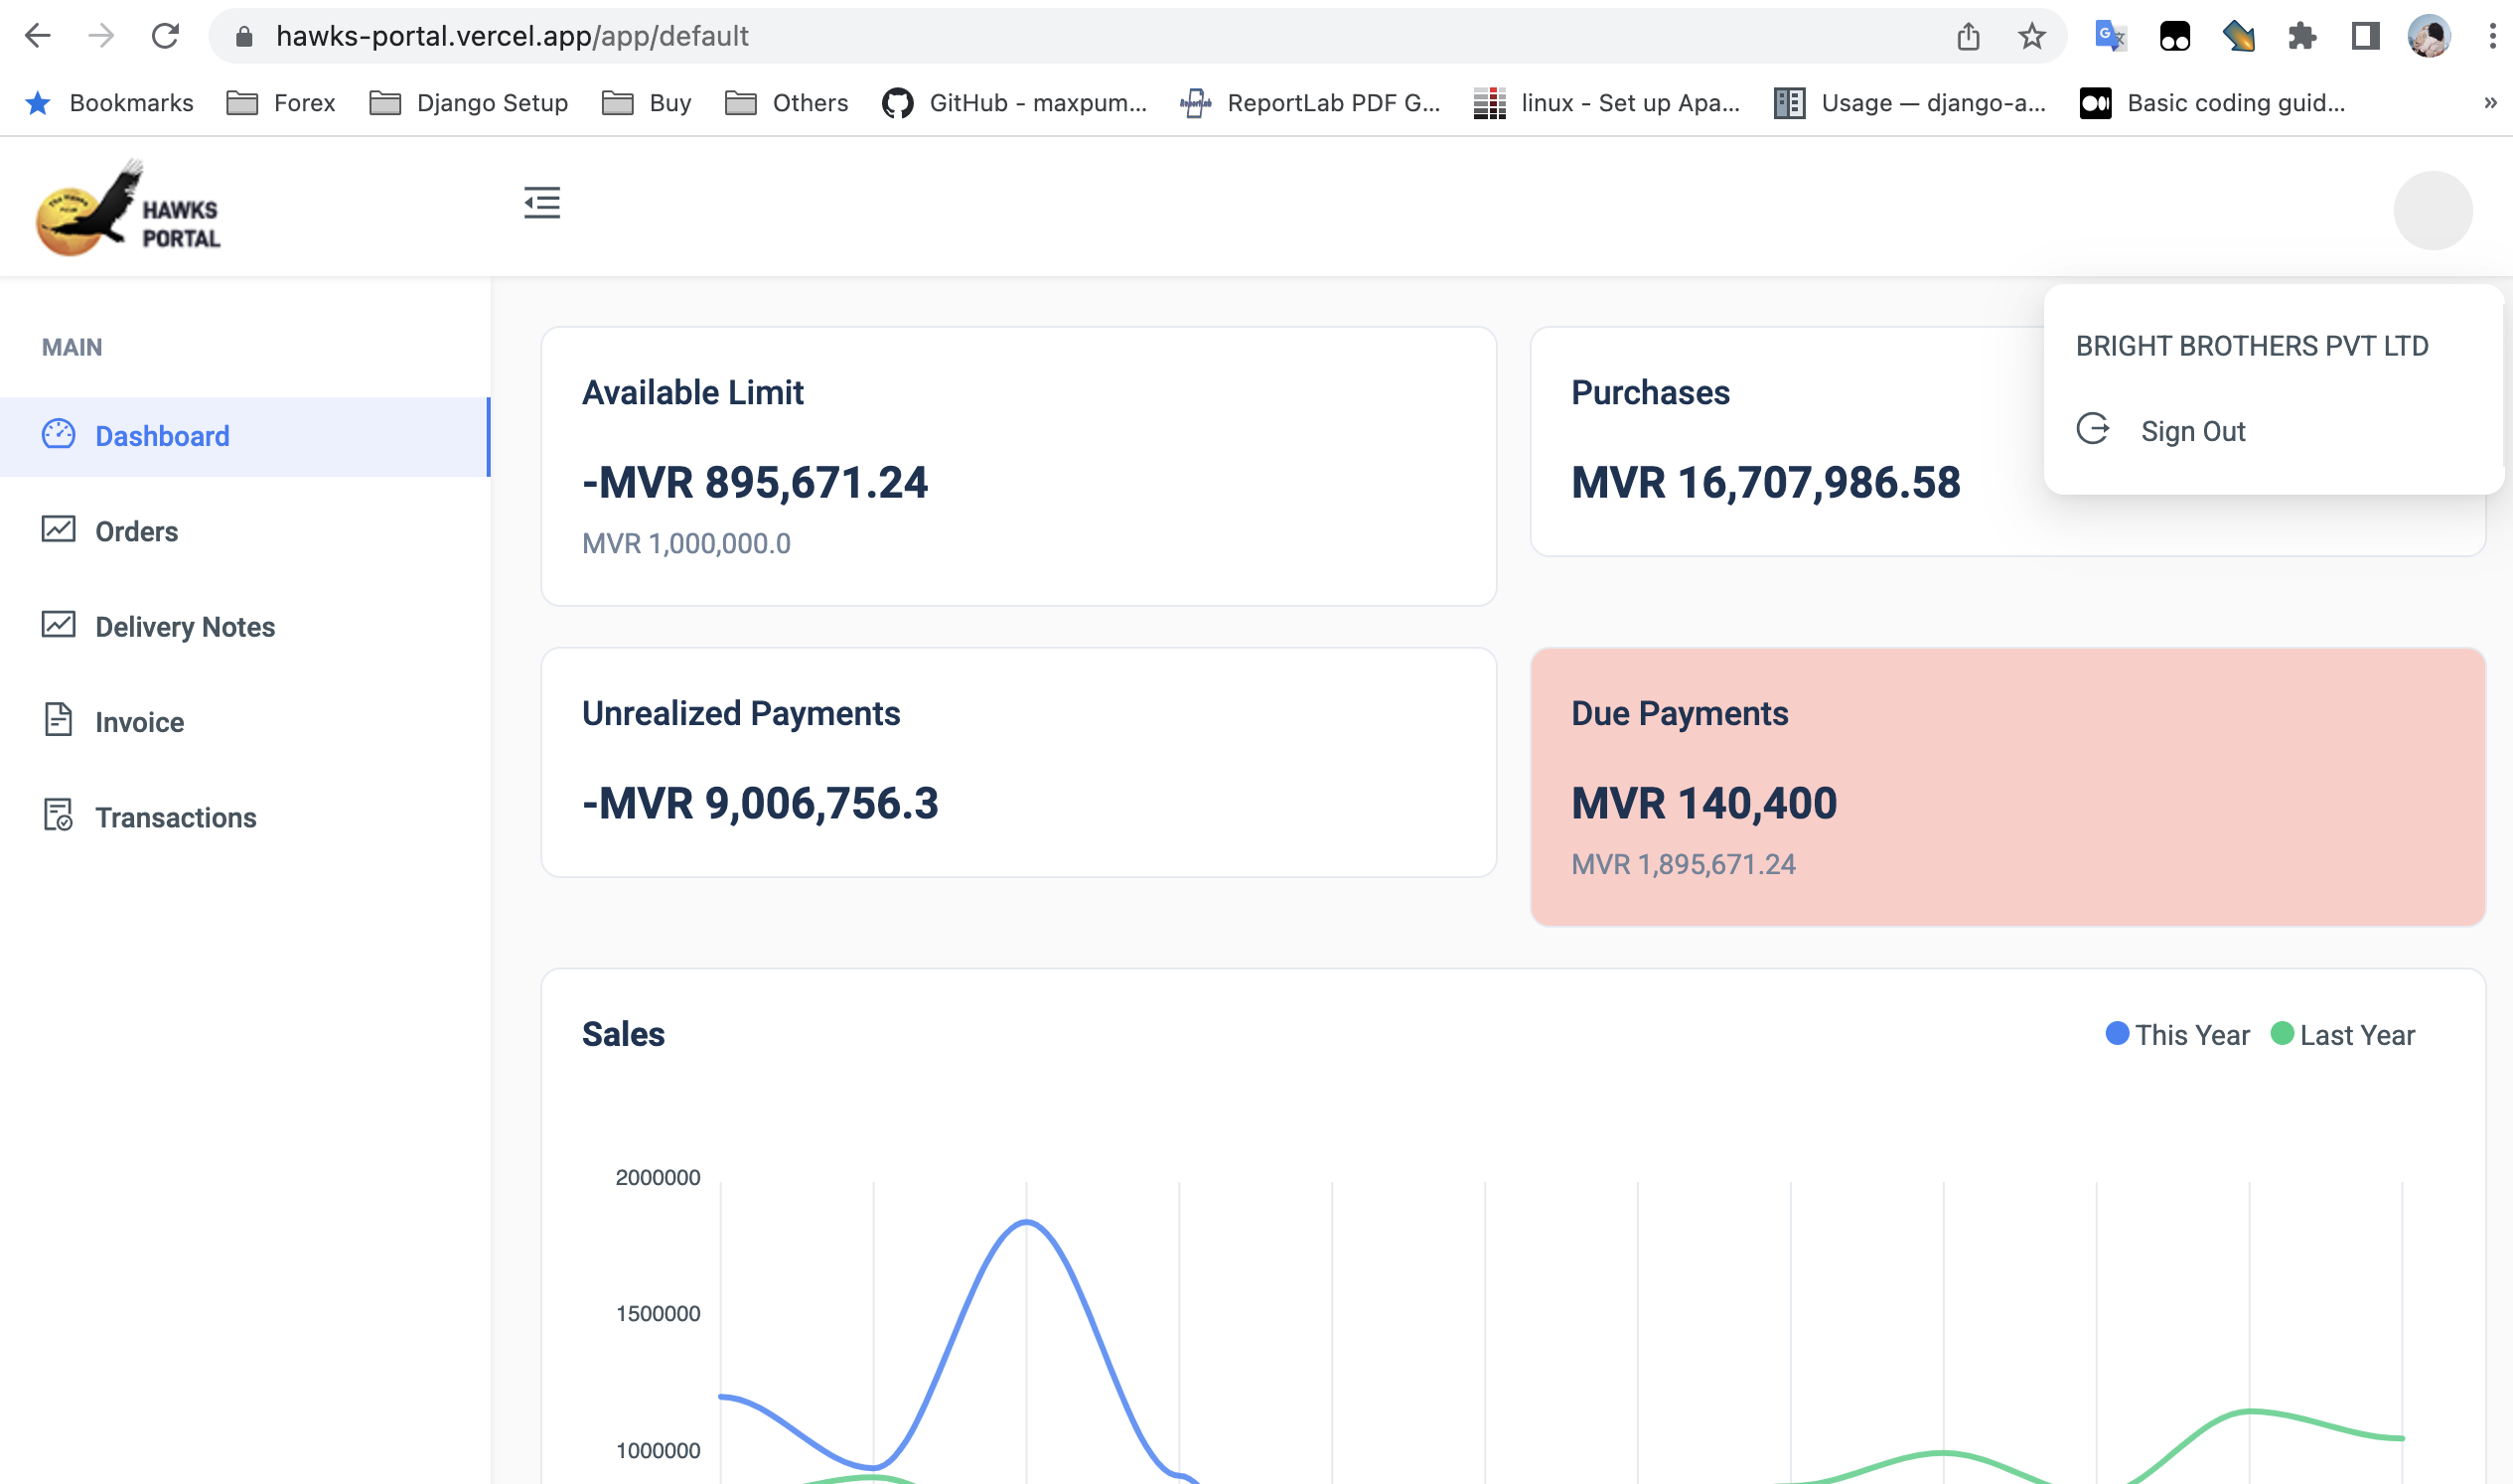 hawks-portal.vercel.app/app/default
Bookmarks Forex Django Setup Buy Others GitHub - maxpum... ReportLab PDF G... linux - Set up Apa... Usage — django-a... Basic coding guid... »
HAWKS
PORTAL
BRIGHT BROTHERS PVT LTD
Sign Out
MAIN
Dashboard
Orders
Delivery Notes
Invoice
Transactions
Available Limit
-MVR 895,671.24
MVR 1,000,000.0
Purchases
MVR 16,707,986.58
Unrealized Payments
-MVR 9,006,756.3
Due Payments
MVR 140,400
MVR 1,895,671.24
Sales
This Year Last Year
2000000
1500000
1000000